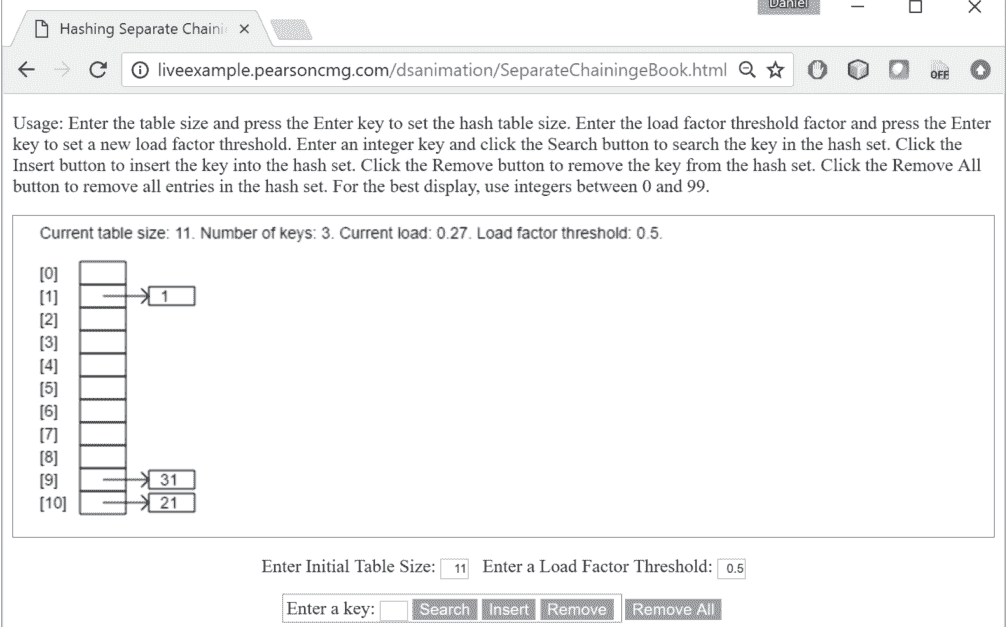 Daniel
Hashing Separate Chaini
liveexample.pearsoncmg.com/dsanimation/SeparateChainingeBook.html
OFF
Usage: Enter the table size and press the Enter key to set the hash table size. Enter the load factor threshold factor and press the Enter
key to set a new load factor threshold. Enter an integer key and click the Search button to search the key in the hash set. Click the
Insert button to insert the key into the hash set. Click the Remove button to remove the key from the hash set. Click the Remove All
button to remove all entries in the hash set. For the best display, use integers between 0 and 99.
Current table size: 11. Number of keys: 3. Current load: 0.27. Load factor threshold: 0.5.
[0]
[1] 1
[2]
[3]
[4]
[5]
[6]
[7]
[8]
[9] 31
[10] 21
Enter Initial Table Size: 11 Enter a Load Factor Threshold: 0.5
Enter a key: Search Insert Remove Remove All